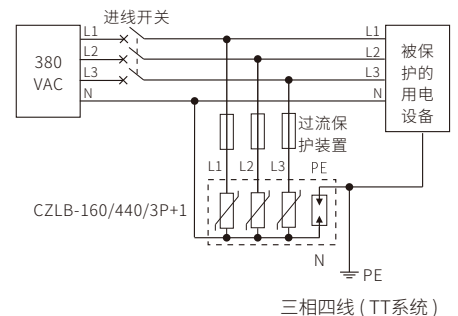 进线开关
380
VAC
L1
L2
L3
N
L1
L2
L3
N
被保
护的
用电
设备
过流保
护装置
L1 L2 L3 PE
CZLB-160/440/3P+1
N
PE
三相四线 ( TT系统 )